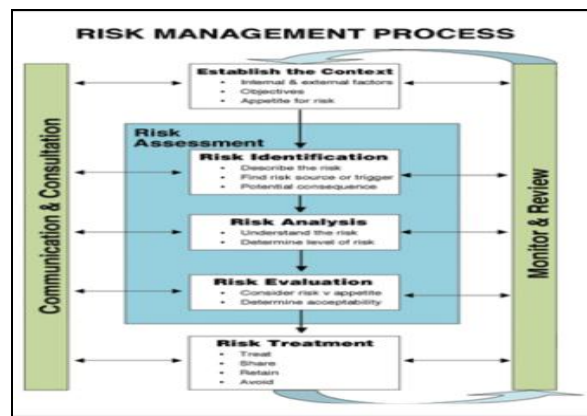 RISK MANAGEMENT PROCESS
Communication & Consultation
Establish the Context
• Internal & external factors
• Objectives
• Appetite for risk
Risk
Assessment
Risk Identification
• Describe the risk
• Find risk source or trigger
• Potential consequence
Risk Analysis
• Understand the risk
• Determine level of risk
Risk Evaluation
• Consider risk v appetite
• Determine acceptability
Risk Treatment
• Treat
• Share
• Retain
• Avoid
Monitor & Review